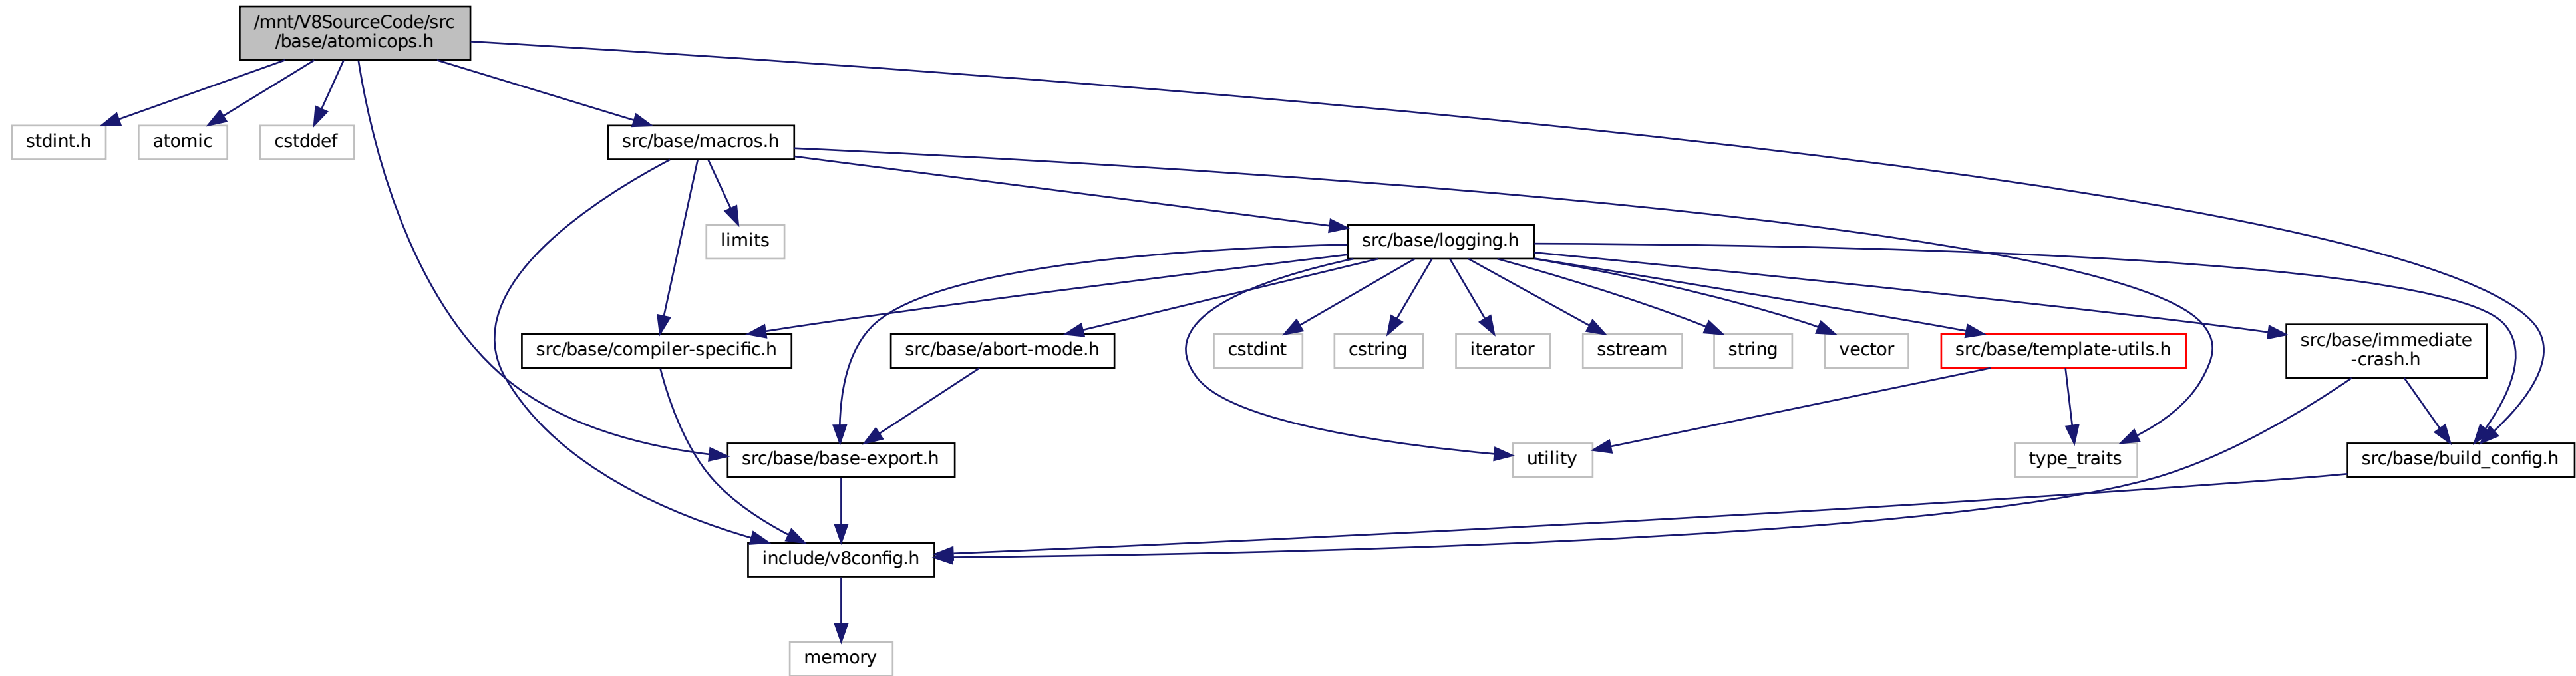 /mnt/V8SourceCode/src
/base/atomicops.h
stdint.h
atomic
cstddef
src/base/macros.h
limits
src/base/logging.h
src/base/compiler-specific.h
src/base/abort-mode.h
cstdint
cstring
iterator
sstream
string
vector
src/base/template-utils.h
src/base/immediate
-crash.h
src/base/base-export.h
utility
type_traits
src/base/build_config.h
include/v8config.h
memory